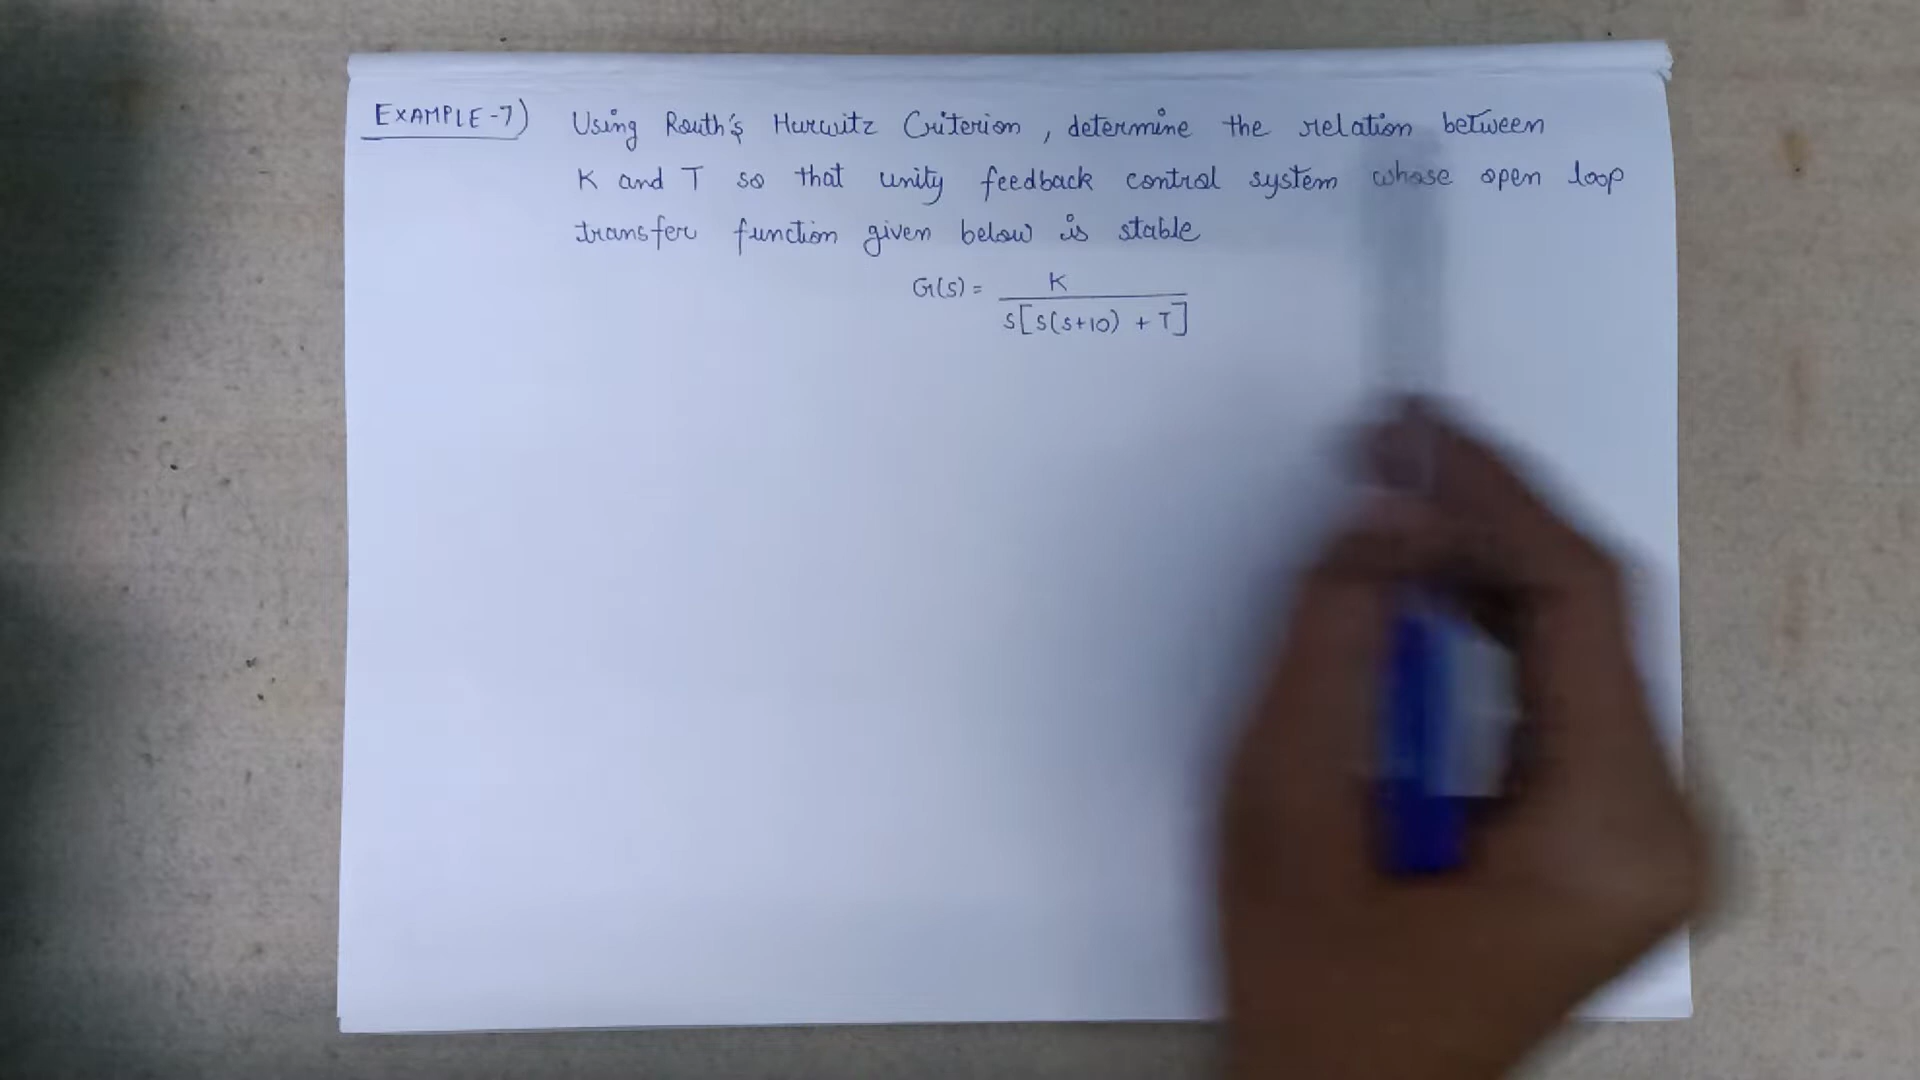 EXAMPLE-7) Using Routh's Hurwitz Criterion, determine the relation between
K and T so that unity feedback control system whose open loop
transfer function given below is stable
G(s) = K
s[s(s+10) + T]